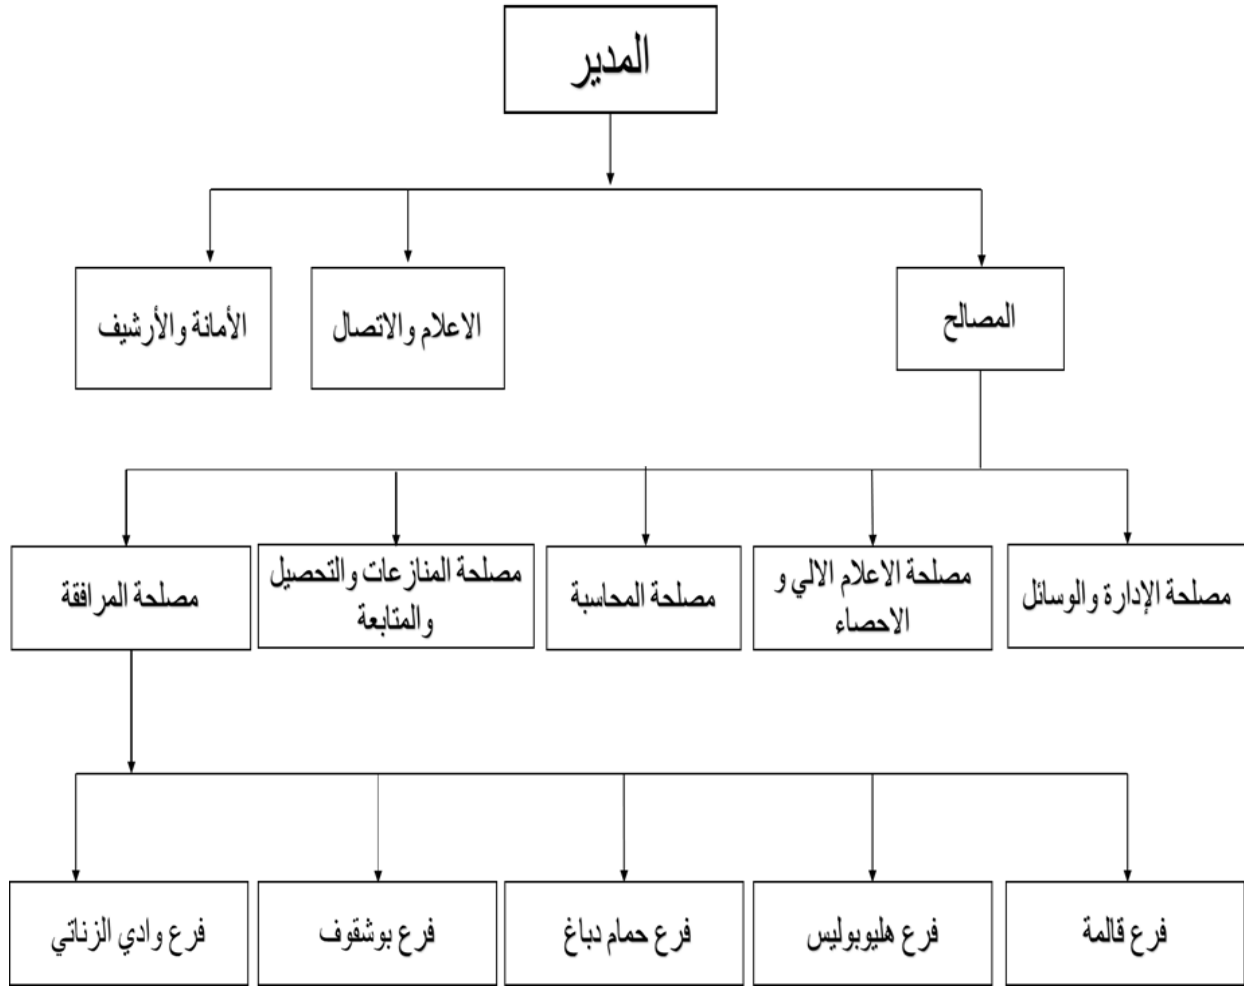 المدير
المصالح
الاعلام والاتصال
الأمانة والأرشيف
مصلحة الإدارة والوسائل
مصلحة الاعلام الالي و
الاحصاء
مصلحة المحاسبة
مصلحة المنازعات والتحصيل
والمتابعة
مصلحة المرافقة
فرع قالمة
فرع هليوبوليس
فرع حمام دباغ
فرع بوشقوف
فرع وادي الزناتي